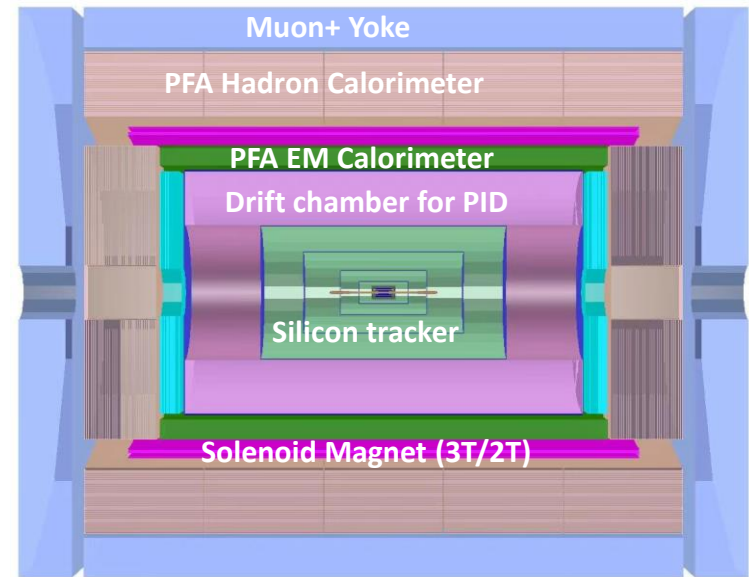 Muon+ Yoke
PFA Hadron Calorimeter
PFA EM Calorimeter
Drift chamber for PID
Silicon tracker
Solenoid Magnet (3T/2T)